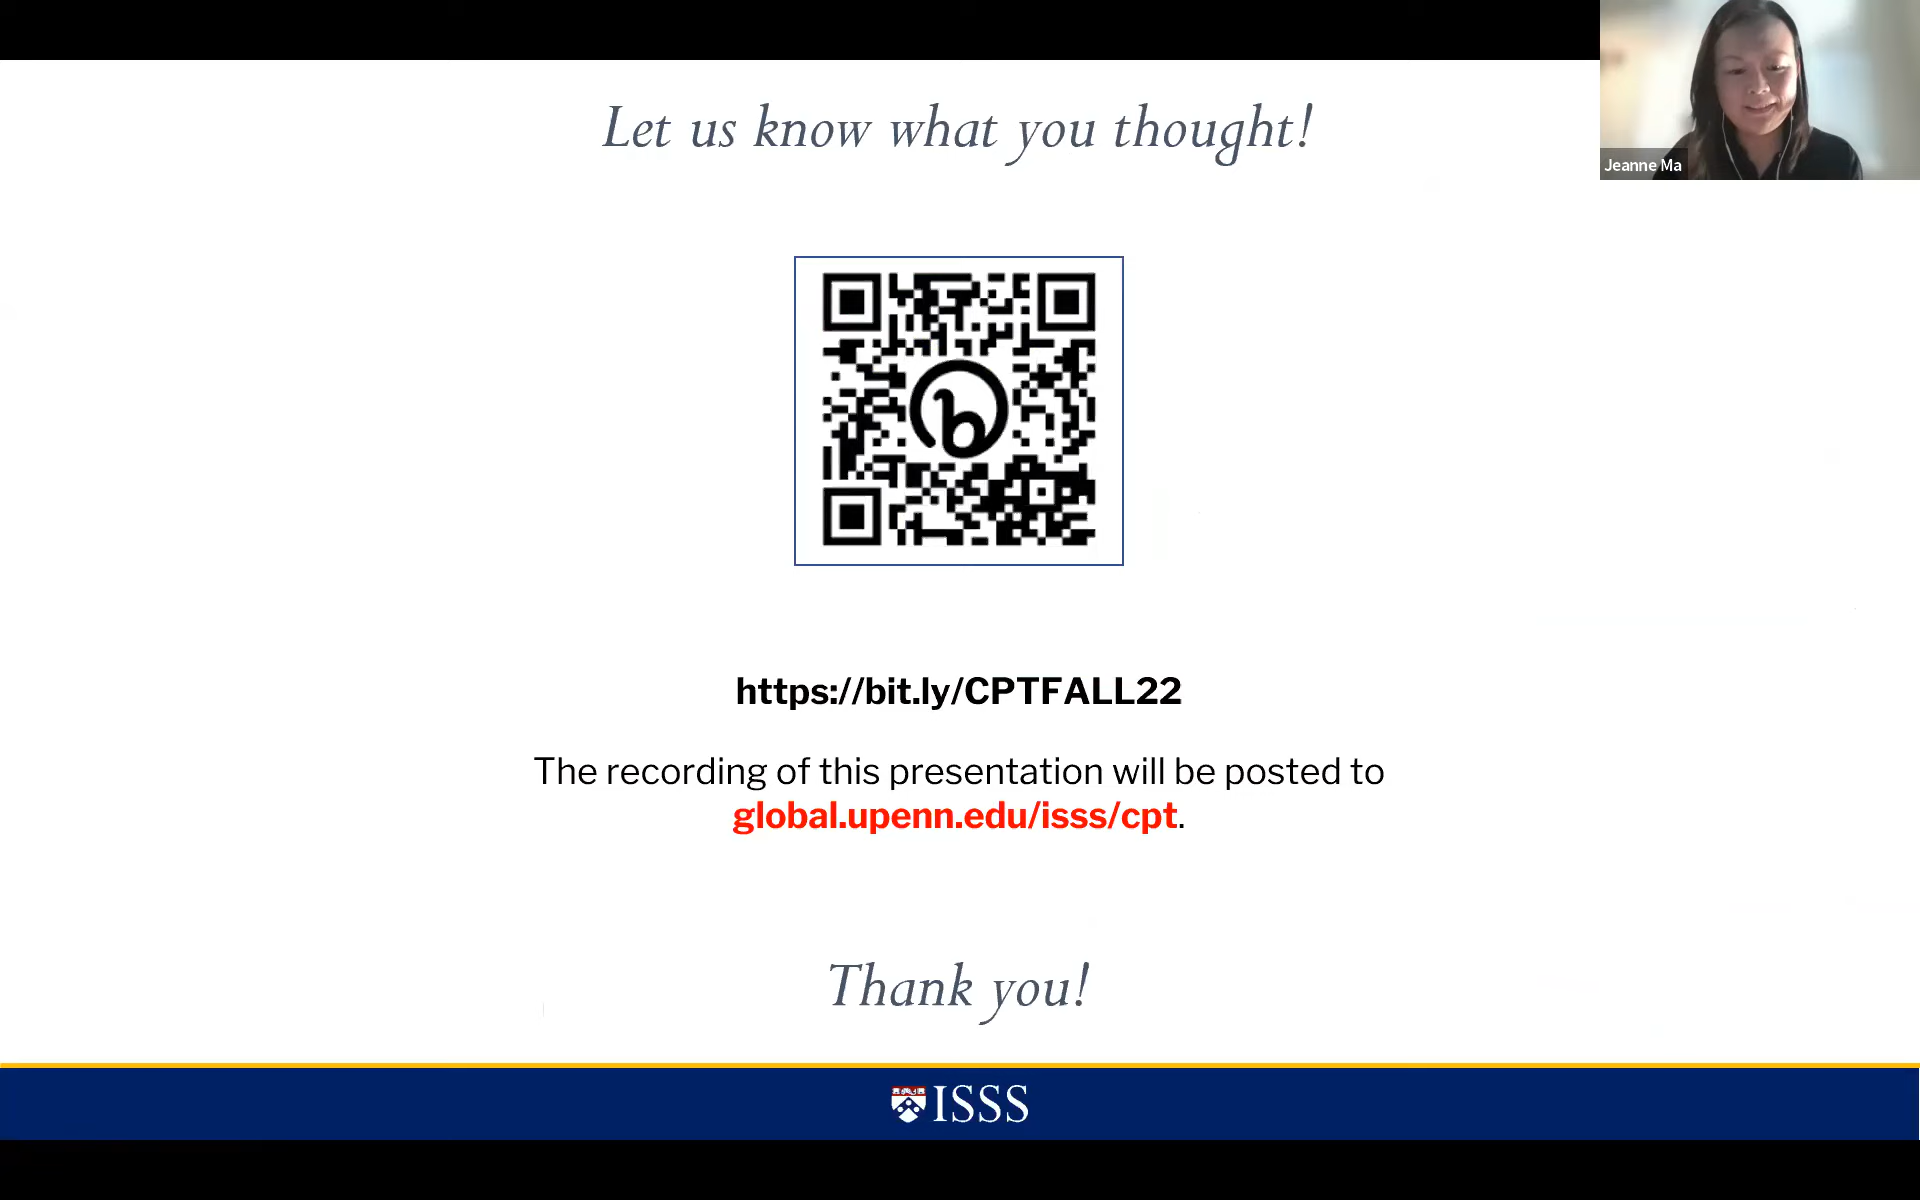 Let us know what you thought!
Jeanne Ma
https://bit.ly/CPTFALL22
The recording of this presentation will be posted to
global.upenn.edu/isss/cpt.
Thank you!
ISSS